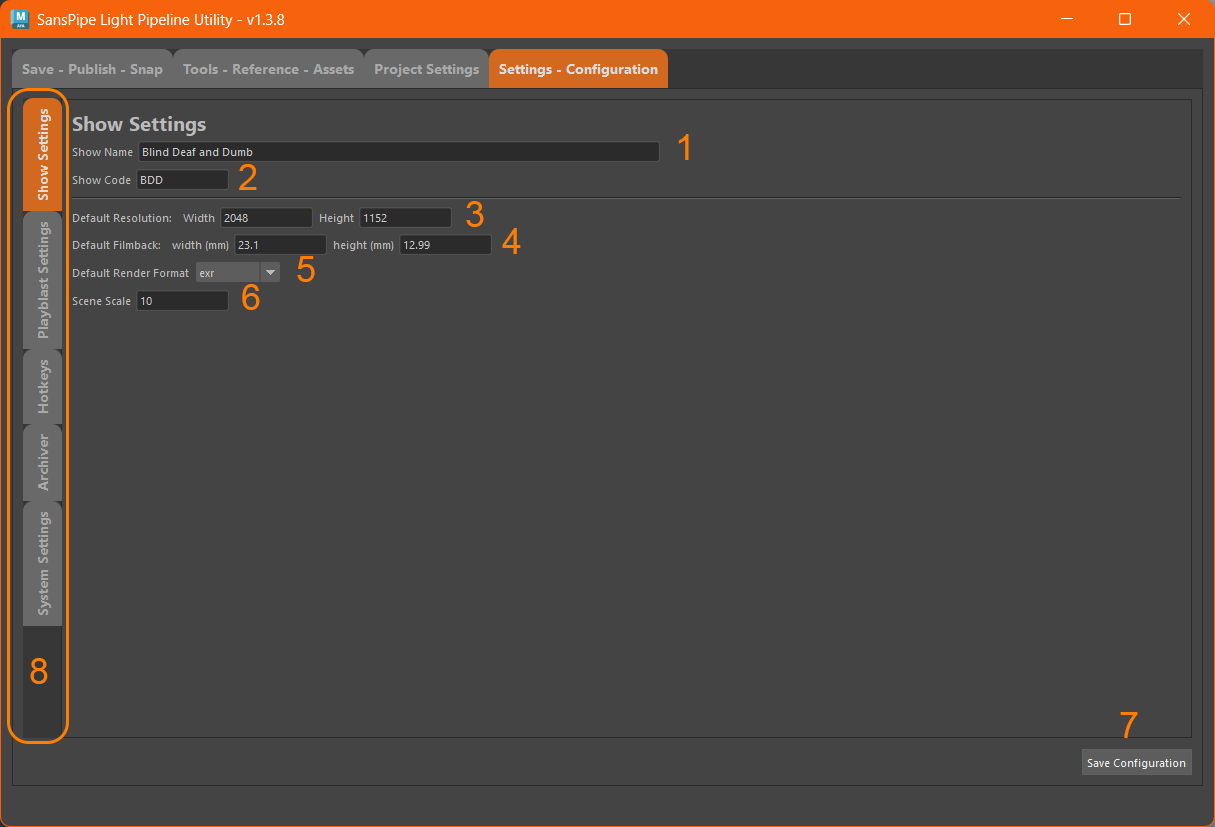 M
AYA
SansPipe Light Pipeline Utility - v1.3.8
Save - Publish - Snap
Tools - Reference - Assets
Project Settings
Settings - Configuration
Show Settings
Playblast Settings
Hotkeys
Archiver
System Settings
8
Show Settings
Show Name Blind Deaf and Dumb 1
Show Code BDD 2
Default Resolution: Width 2048 Height 1152 3
Default Filmback: width (mm) 23.1 height (mm) 12.99 4
Default Render Format exr 5
Scene Scale 10 6
7
Save Configuration